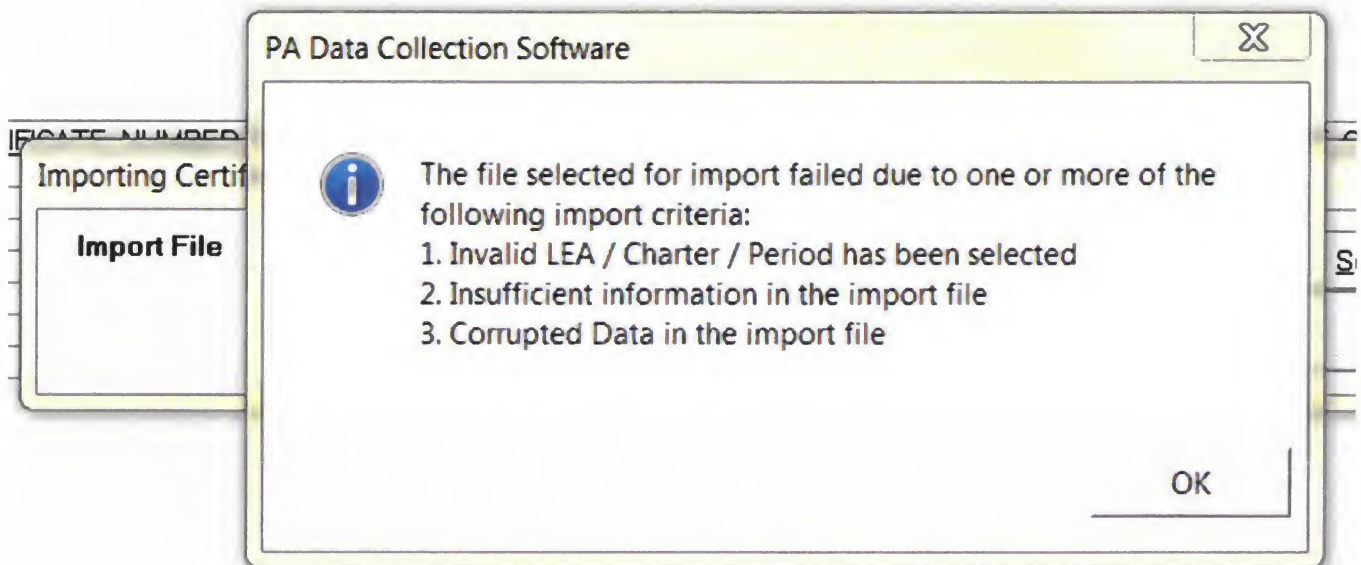 PA Data Collection Software
IFICATE NUMBER
Importing Certif
Import File
The file selected for import failed due to one or more of the
following import criteria:
1. Invalid LEA / Charter / Period has been selected
2. Insufficient information in the import file
3. Corrupted Data in the import file
OK